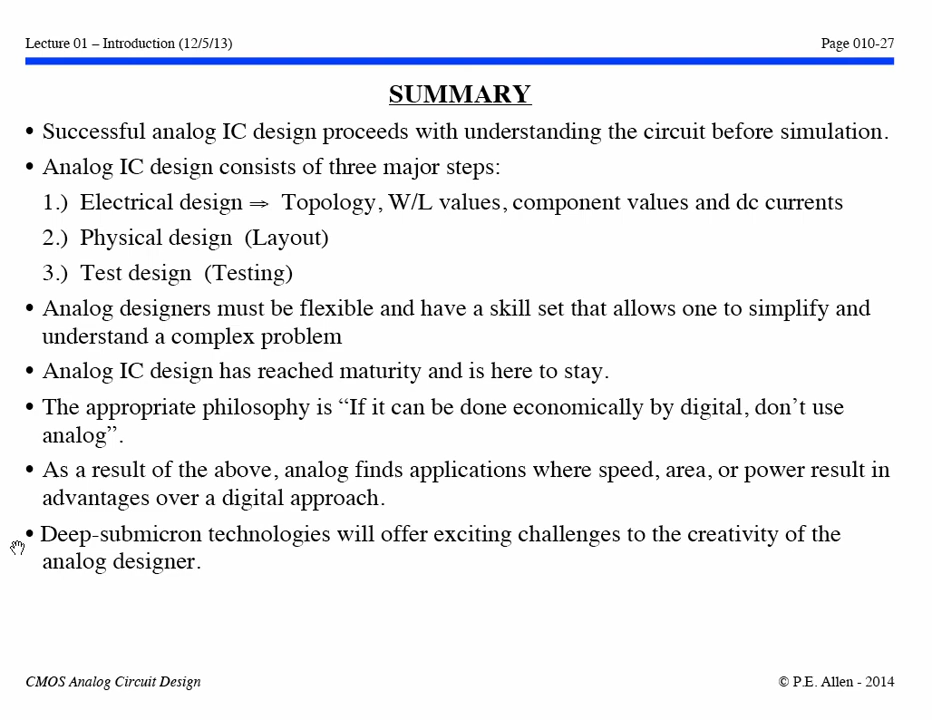 Lecture 01 – Introduction (12/5/13) Page 010-27
SUMMARY
• Successful analog IC design proceeds with understanding the circuit before simulation.
• Analog IC design consists of three major steps:
1.) Electrical design ⇒ Topology, W/L values, component values and dc currents
2.) Physical design (Layout)
3.) Test design (Testing)
• Analog designers must be flexible and have a skill set that allows one to simplify and
understand a complex problem
• Analog IC design has reached maturity and is here to stay.
• The appropriate philosophy is “If it can be done economically by digital, don’t use
analog”.
• As a result of the above, analog finds applications where speed, area, or power result in
advantages over a digital approach.
• Deep-submicron technologies will offer exciting challenges to the creativity of the
analog designer.
CMOS Analog Circuit Design © P.E. Allen - 2014